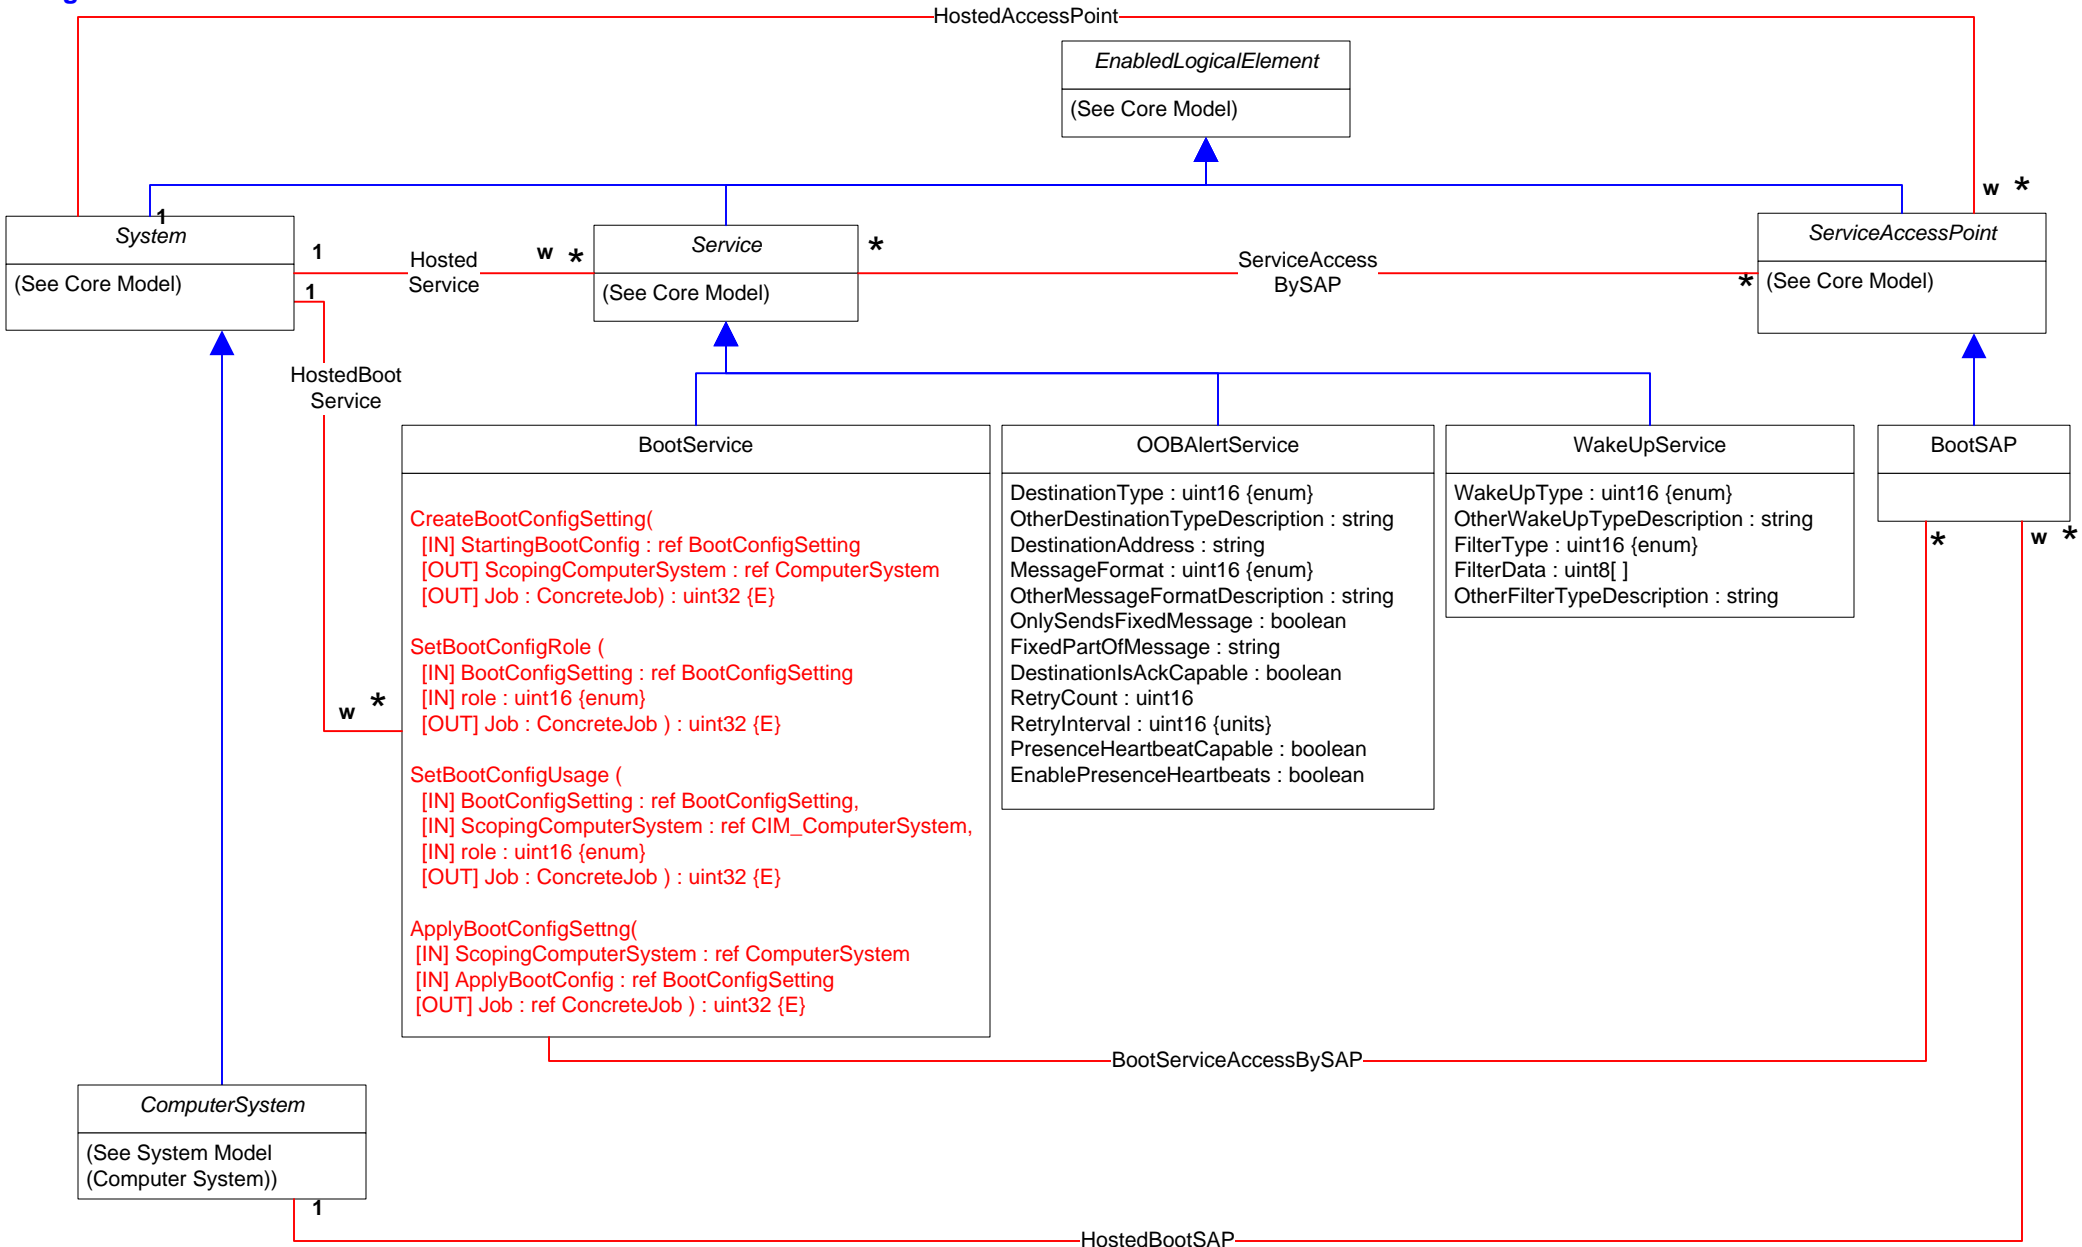 HostedAccessPoint
EnabledLogicalElement
(See Core Model)
w *
1
System
(See Core Model)
1
Hosted
Service
w *
Service
(See Core Model)
*
ServiceAccess
BySAP
*
ServiceAccessPoint
(See Core Model)
1
HostedBoot
Service
w *
BootService
CreateBootConfigSetting(
[IN] StartingBootConfig : ref BootConfigSetting
[OUT] ScopingComputerSystem : ref ComputerSystem
[OUT] Job : ConcreteJob) : uint32 {E}
SetBootConfigRole (
[IN] BootConfigSetting : ref BootConfigSetting
[IN] role : uint16 {enum}
[OUT] Job : ConcreteJob ) : uint32 {E}
SetBootConfigUsage (
[IN] BootConfigSetting : ref BootConfigSetting,
[IN] ScopingComputerSystem : ref CIM_ComputerSystem,
[IN] role : uint16 {enum}
[OUT] Job : ConcreteJob ) : uint32 {E}
ApplyBootConfigSettng(
[IN] ScopingComputerSystem : ref ComputerSystem
[IN] ApplyBootConfig : ref BootConfigSetting
[OUT] Job : ref ConcreteJob ) : uint32 {E}
OOBAlertService
DestinationType : uint16 {enum}
OtherDestinationTypeDescription : string
DestinationAddress : string
MessageFormat : uint16 {enum}
OtherMessageFormatDescription : string
OnlySendsFixedMessage : boolean
FixedPartOfMessage : string
DestinationIsAckCapable : boolean
RetryCount : uint16
RetryInterval : uint16 {units}
PresenceHeartbeatCapable : boolean
EnablePresenceHeartbeats : boolean
WakeUpService
WakeUpType : uint16 {enum}
OtherWakeUpTypeDescription : string
FilterType : uint16 {enum}
FilterData : uint8[ ]
OtherFilterTypeDescription : string
BootSAP
*
w *
BootServiceAccessBySAP
ComputerSystem
(See System Model
(Computer System))
1
HostedBootSAP